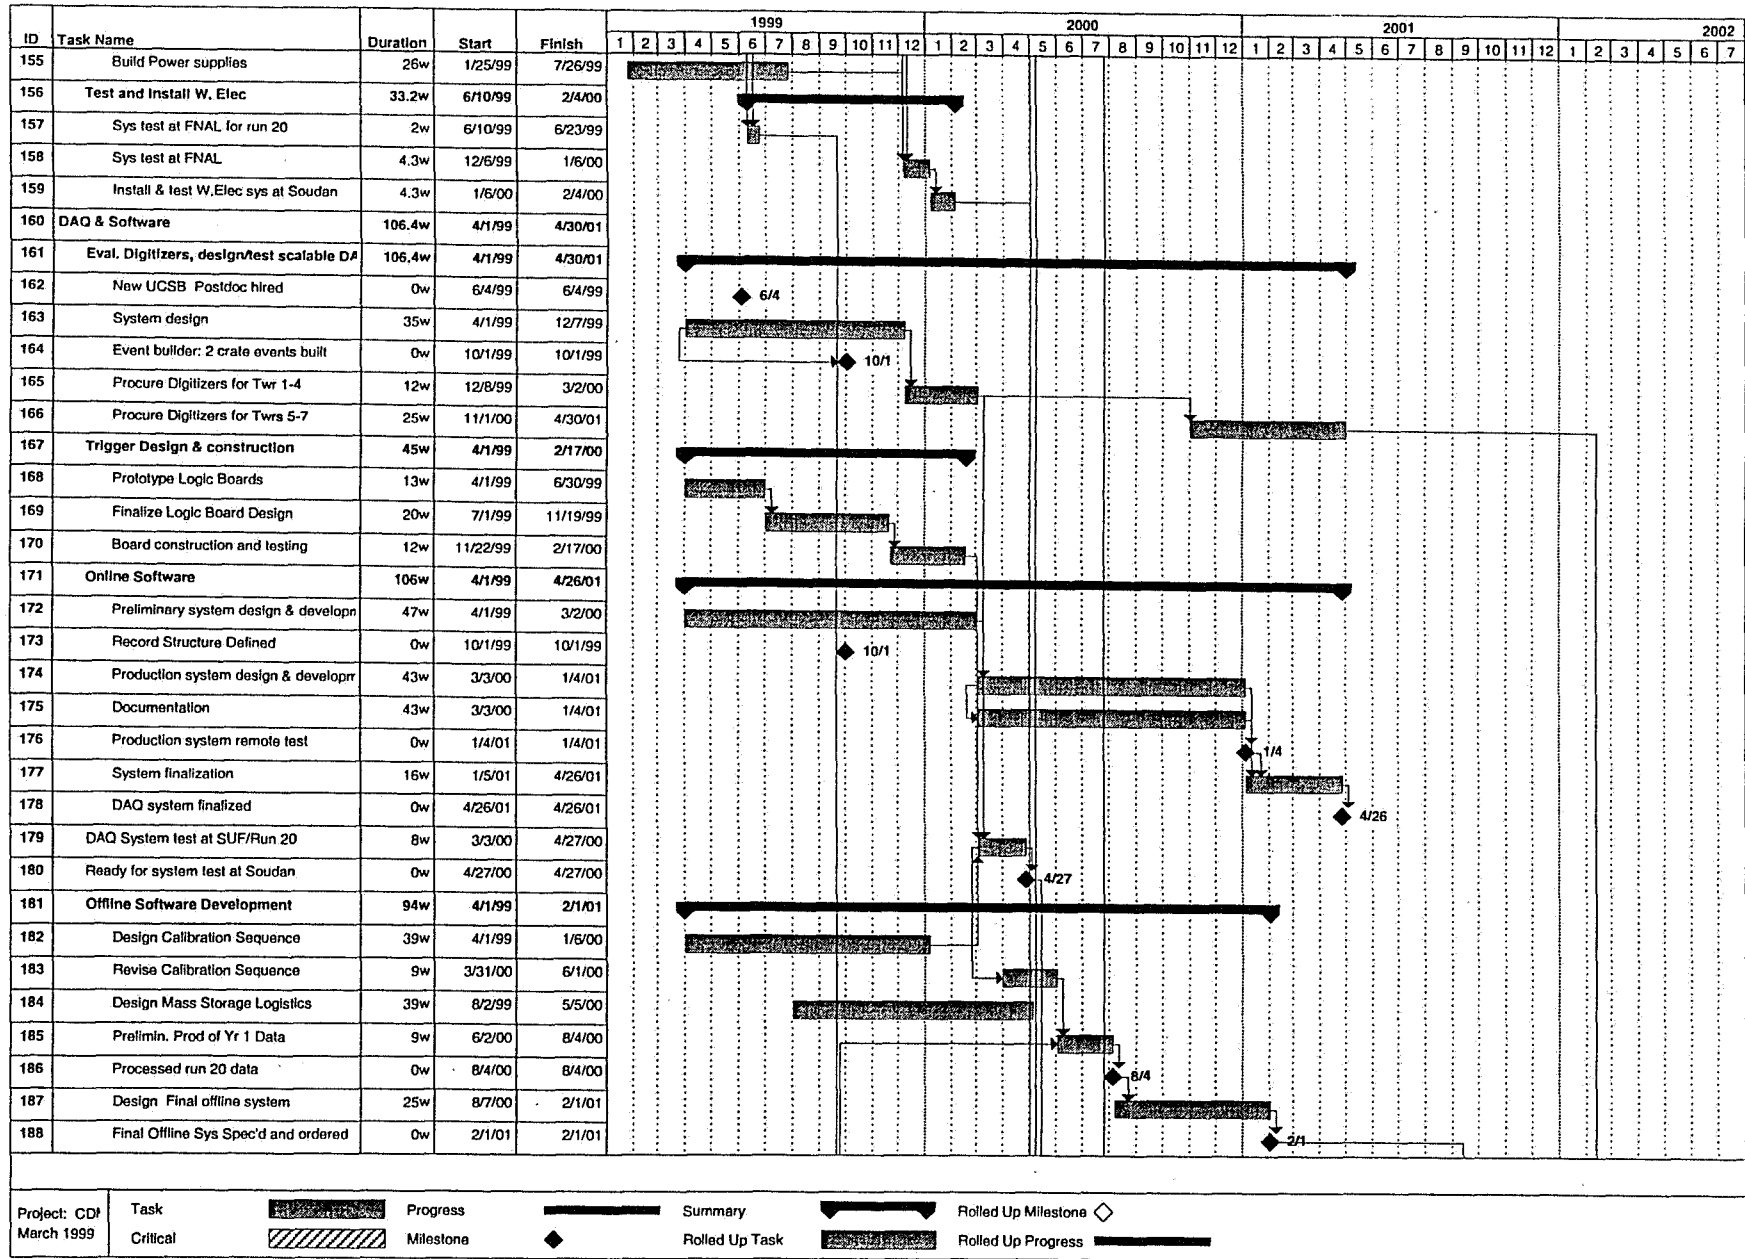 1999 2000 2001 2002
ID Task Name Duration Start Finish 1 2 3 4 5 6 7 8 9 10 11 12 1 2 3 4 5 6 7 8 9 10 11 12 1 2 3 4 5 6 7 8 9 10 11 12 1 2 3 4 5 6 7
155 Build Power supplies 26w 1/25/99 7/26/99
156 Test and Install W. Elec 33.2w 6/10/99 2/4/00
157 Sys test at FNAL for run 20 2w 6/10/99 6/23/99
158 Sys test at FNAL 4.3w 12/6/99 1/6/00
159 Install & test W.Elec sys at Soudan 4.3w 1/6/00 2/4/00
160 DAQ & Software 106.4w 4/1/99 4/30/01
161 Eval. Digitizers, design/test scalable DA 106.4w 4/1/99 4/30/01
162 New UCSB Postdoc hired 0w 6/4/99 6/4/99 6/4
163 System design 35w 4/1/99 12/7/99
164 Event builder: 2 crate events built 0w 10/1/99 10/1/99 10/1
165 Procure Digitizers for Twr 1-4 12w 12/8/99 3/2/00
166 Procure Digitizers for Twrs 5-7 25w 11/1/00 4/30/01
167 Trigger Design & construction 45w 4/1/99 2/17/00
168 Prototype Logic Boards 13w 4/1/99 6/30/99
169 Finalize Logic Board Design 20w 7/1/99 11/19/99
170 Board construction and testing 12w 11/22/99 2/17/00
171 Online Software 106w 4/1/99 4/26/01
172 Preliminary system design & developm 47w 4/1/99 3/2/00
173 Record Structure Defined 0w 10/1/99 10/1/99 10/1
174 Production system design & developm 43w 3/3/00 1/4/01
175 Documentation 43w 3/3/00 1/4/01
176 Production system remote test 0w 1/4/01 1/4/01 1/4
177 System finalization 16w 1/5/01 4/26/01
178 DAQ system finalized 0w 4/26/01 4/26/01 4/26
179 DAQ System test at SUF/Run 20 8w 3/3/00 4/27/00
180 Ready for system test at Soudan 0w 4/27/00 4/27/00 4/27
181 Offline Software Development 94w 4/1/99 2/1/01
182 Design Calibration Sequence 39w 4/1/99 1/6/00
183 Revise Calibration Sequence 9w 3/31/00 6/1/00
184 Design Mass Storage Logistics 39w 8/2/99 5/5/00
185 Prelimin. Prod of Yr 1 Data 9w 6/2/00 8/4/00
186 Processed run 20 data 0w 8/4/00 8/4/00 8/4
187 Design Final offline system 25w 8/7/00 2/1/01
188 Final Offline Sys Spec'd and ordered 0w 2/1/01 2/1/01 2/1
Project: CDM Task Progress Summary Rolled Up Milestone
March 1999 Critical Milestone Rolled Up Task Rolled Up Progress